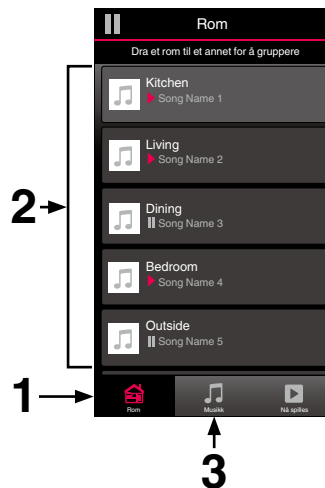 Rom
Dra et rom til et annet for å gruppere
Kitchen
Song Name 1
Living
Song Name 2
Dining
Song Name 3
Bedroom
Song Name 4
Outside
Song Name 5
2
1
Rom
Musikk
Nå spilles
3